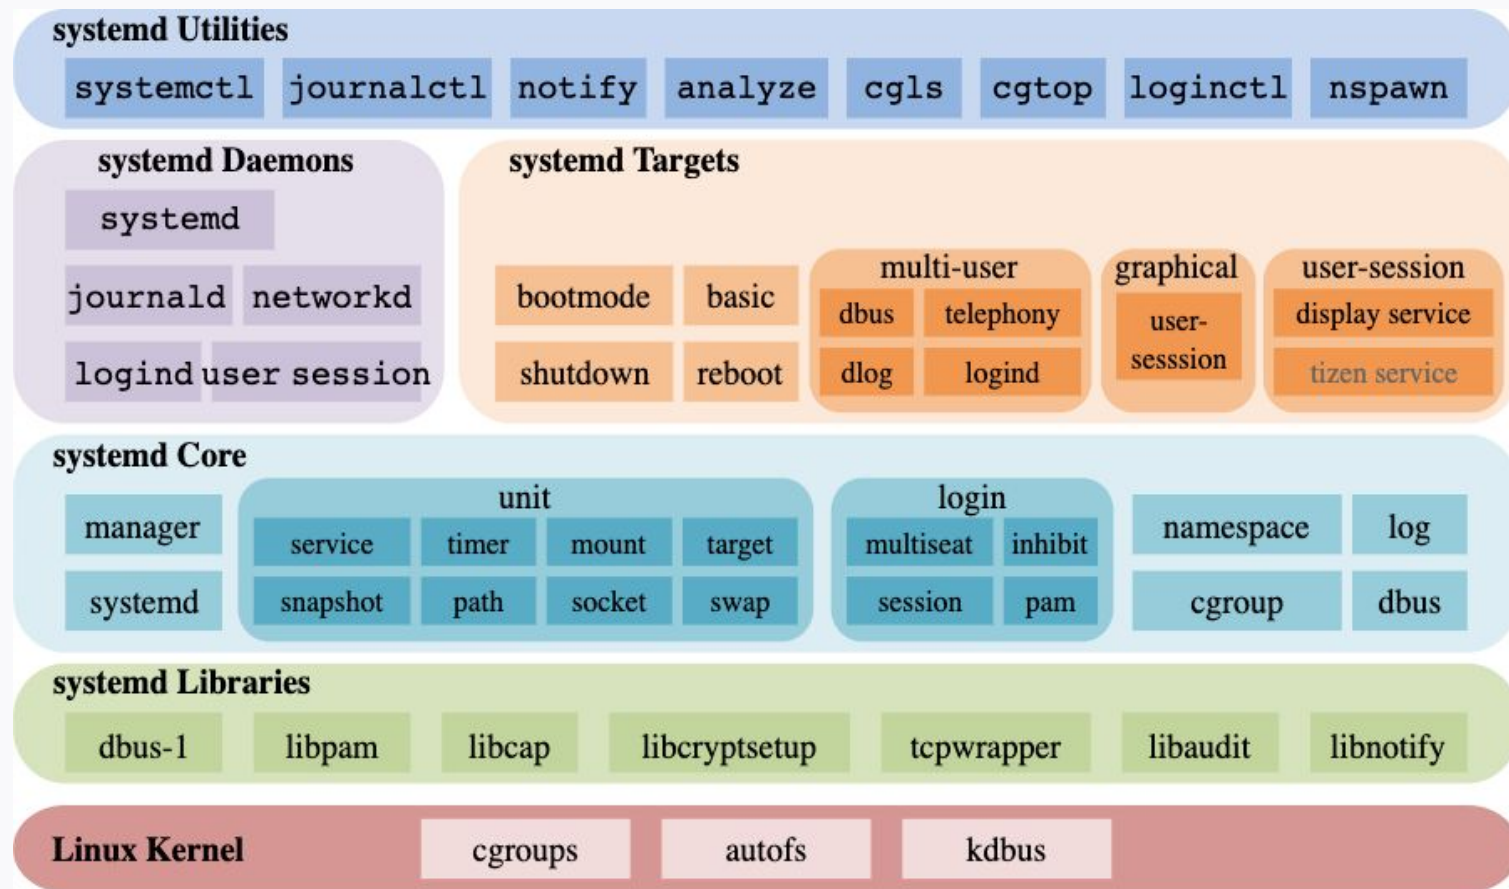 systemd Utilities
systemctl journalctl notify analyze cgls cgtop loginctl nspawn
systemd Daemons
systemd
journald networkd
logind user session
systemd Targets
bootmode basic
shutdown reboot
multi-user
dbus telephony
dlog logind
graphical
user-
sesssion
user-session
display service
tizen service
systemd Core
manager
systemd
unit
service timer mount target
snapshot path socket swap
login
multiseat inhibit
session pam
namespace log
cgroup dbus
systemd Libraries
dbus-1 libpam libcap libcryptsetup tcpwrapper libaudit libnotify
Linux Kernel cgroups autofs kdbus